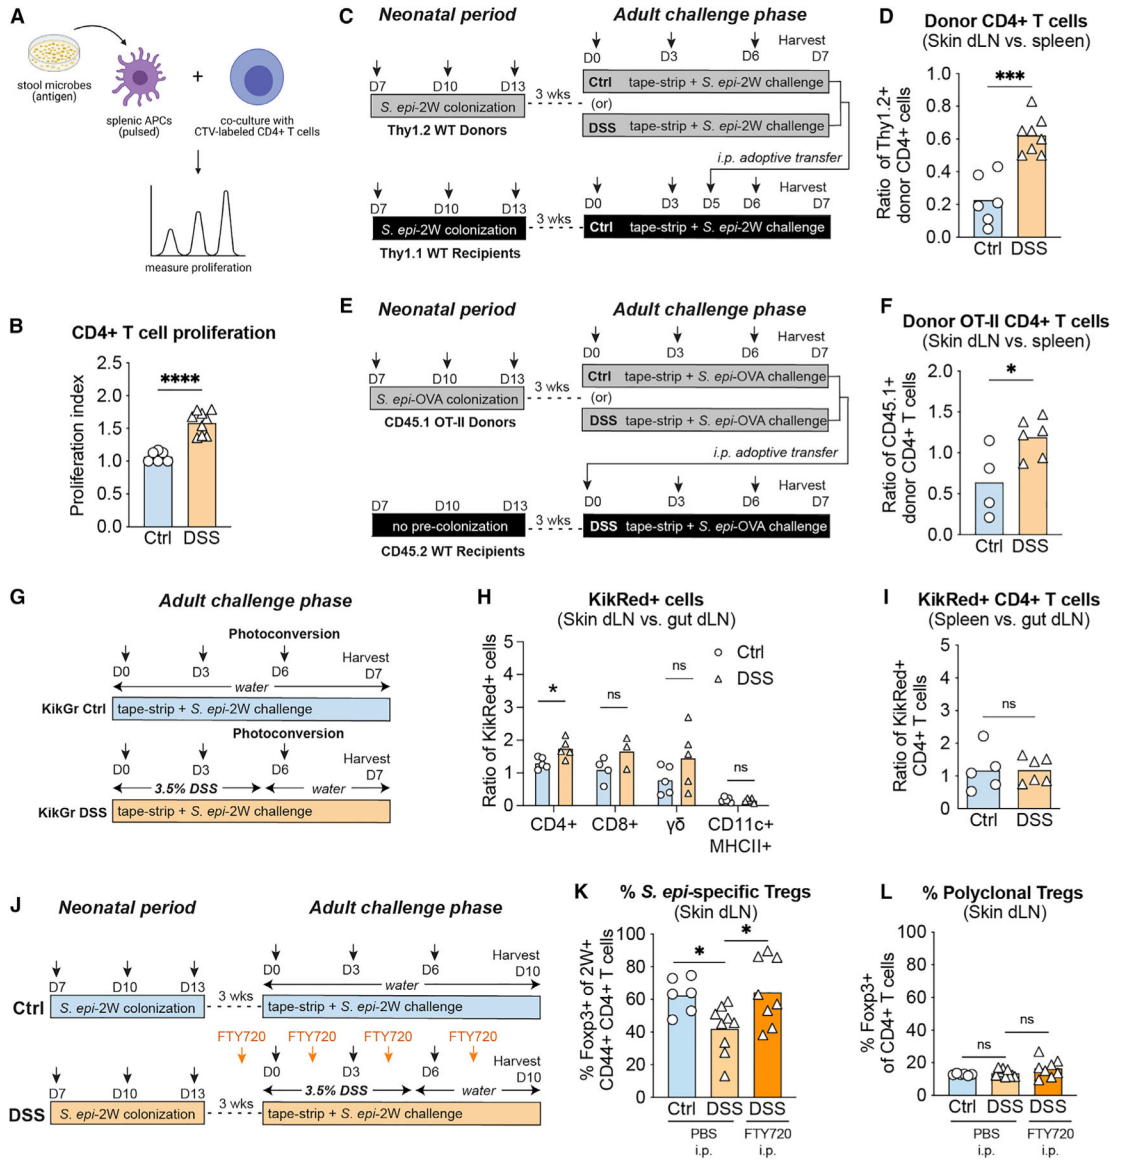 A
stool microbes
(antigen)
splenic APCs
(pulsed)
+
co-culture with
CTV-labeled CD4+ T cells
measure proliferation
B
CD4+ T cell proliferation
Proliferation index
2.5
2.0
1.5
1.0
0.5
0.0
****
Ctrl DSS
C
Neonatal period
Adult challenge phase
D7 D10 D13
S. epi-2W colonization
Thy1.2 WT Donors
3 wks
(or)
D0 D3 D6
Harvest
D7
Ctrl tape-strip + S. epi-2W challenge
DSS tape-strip + S. epi-2W challenge
i.p. adoptive transfer
D7 D10 D13
S. epi-2W colonization
Thy1.1 WT Recipients
3 wks
D0 D3 D5 D6
Harvest
D7
Ctrl tape-strip + S. epi-2W challenge
D
Donor CD4+ T cells
(Skin dLN vs. spleen)
Ratio of Thy1.2+
donor CD4+ cells
1.0
0.8
0.6
0.4
0.2
0.0
***
Ctrl DSS
E
Neonatal period
Adult challenge phase
D7 D10 D13
S. epi-OVA colonization
CD45.1 OT-II Donors
3 wks
(or)
D0 D3 D6
Harvest
D7
Ctrl tape-strip + S. epi-OVA challenge
DSS tape-strip + S. epi-OVA challenge
i.p. adoptive transfer
D7 D10 D13
no pre-colonization
CD45.2 WT Recipients
3 wks
D0 D3 D6
Harvest
D7
DSS tape-strip + S. epi-OVA challenge
F
Donor OT-II CD4+ T cells
(Skin dLN vs. spleen)
Ratio of CD45.1+
donor CD4+ T cells
2.0
1.5
1.0
0.5
0.0
*
Ctrl DSS
G
Adult challenge phase
Photoconversion
D0 D3 D6
Harvest
D7
water
KikGr Ctrl
tape-strip + S. epi-2W challenge
Photoconversion
D0 D3 D6
Harvest
D7
3.5% DSS water
KikGr DSS
tape-strip + S. epi-2W challenge
H
KikRed+ cells
(Skin dLN vs. gut dLN)
Ratio of KikRed+ cells
5
4
3
2
1
0
Ctrl
DSS
*
ns
ns
ns
CD4+ CD8+ γδ CD11c+
MHCII+
I
KikRed+ CD4+ T cells
(Spleen vs. gut dLN)
Ratio of KikRed+
CD4+ T cells
5
4
3
2
1
0
ns
Ctrl DSS
J
Neonatal period
Adult challenge phase
D7 D10 D13
Ctrl
S. epi-2W colonization
3 wks
D0 D3 D6
Harvest
D10
water
tape-strip + S. epi-2W challenge
FTY720 FTY720 FTY720 FTY720
D7 D10 D13
DSS
S. epi-2W colonization
3 wks
D0 D3 D6
Harvest
D10
3.5% DSS water
tape-strip + S. epi-2W challenge
K
% S. epi-specific Tregs
(Skin dLN)
% Foxp3+ of 2W+
CD44+ CD4+ T cells
100
80
60
40
20
0
*
*
Ctrl DSS DSS
PBS
i.p.
FTY720
i.p.
L
% Polyclonal Tregs
(Skin dLN)
% Foxp3+
of CD4+ T cells
100
80
60
40
20
0
ns
ns
Ctrl DSS DSS
PBS
i.p.
FTY720
i.p.